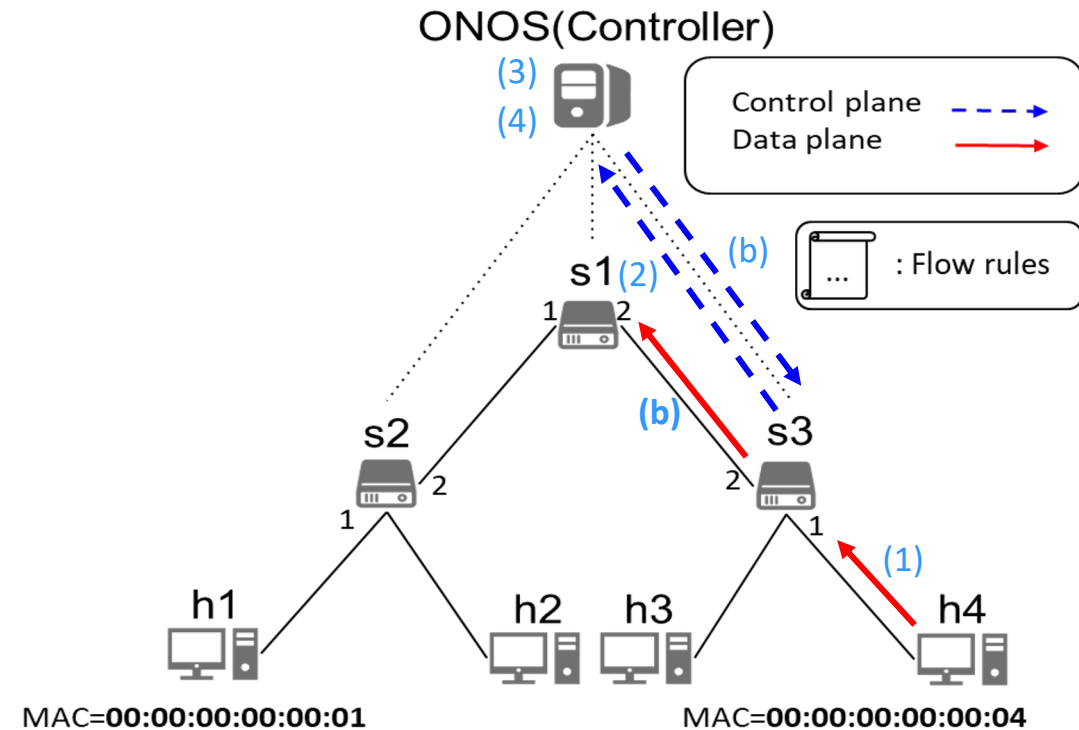 ONOS(Controller)
(3)
(4)
Control plane
Data plane
(b)
... : Flow rules
s1
(2)
1
2
(b)
s2
s3
2
2
1
1
(1)
h1
h2
h3
h4
MAC=00:00:00:00:00:01
MAC=00:00:00:00:00:04